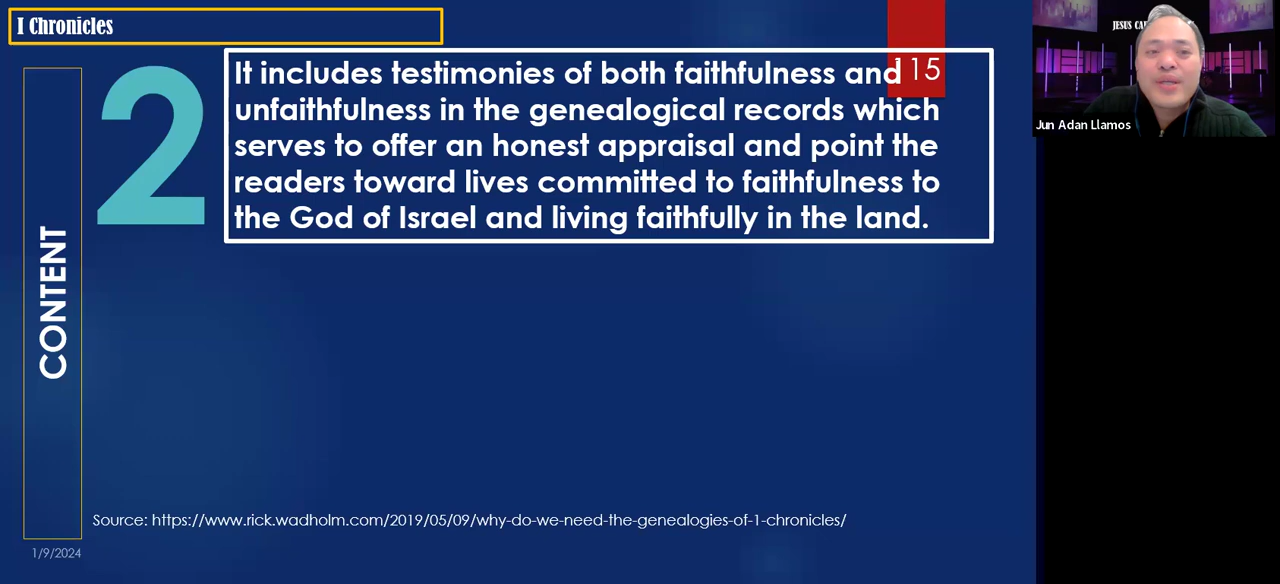 I Chronicles
CONTENT
2
15
It includes testimonies of both faithfulness and
unfaithfulness in the genealogical records which
serves to offer an honest appraisal and point the
readers toward lives committed to faithfulness to
the God of Israel and living faithfully in the land.
Source: https://www.rick.wadholm.com/2019/05/09/why-do-we-need-the-genealogies-of-1-chronicles/
1/9/2024
JESUS
Jun Adan Llamos